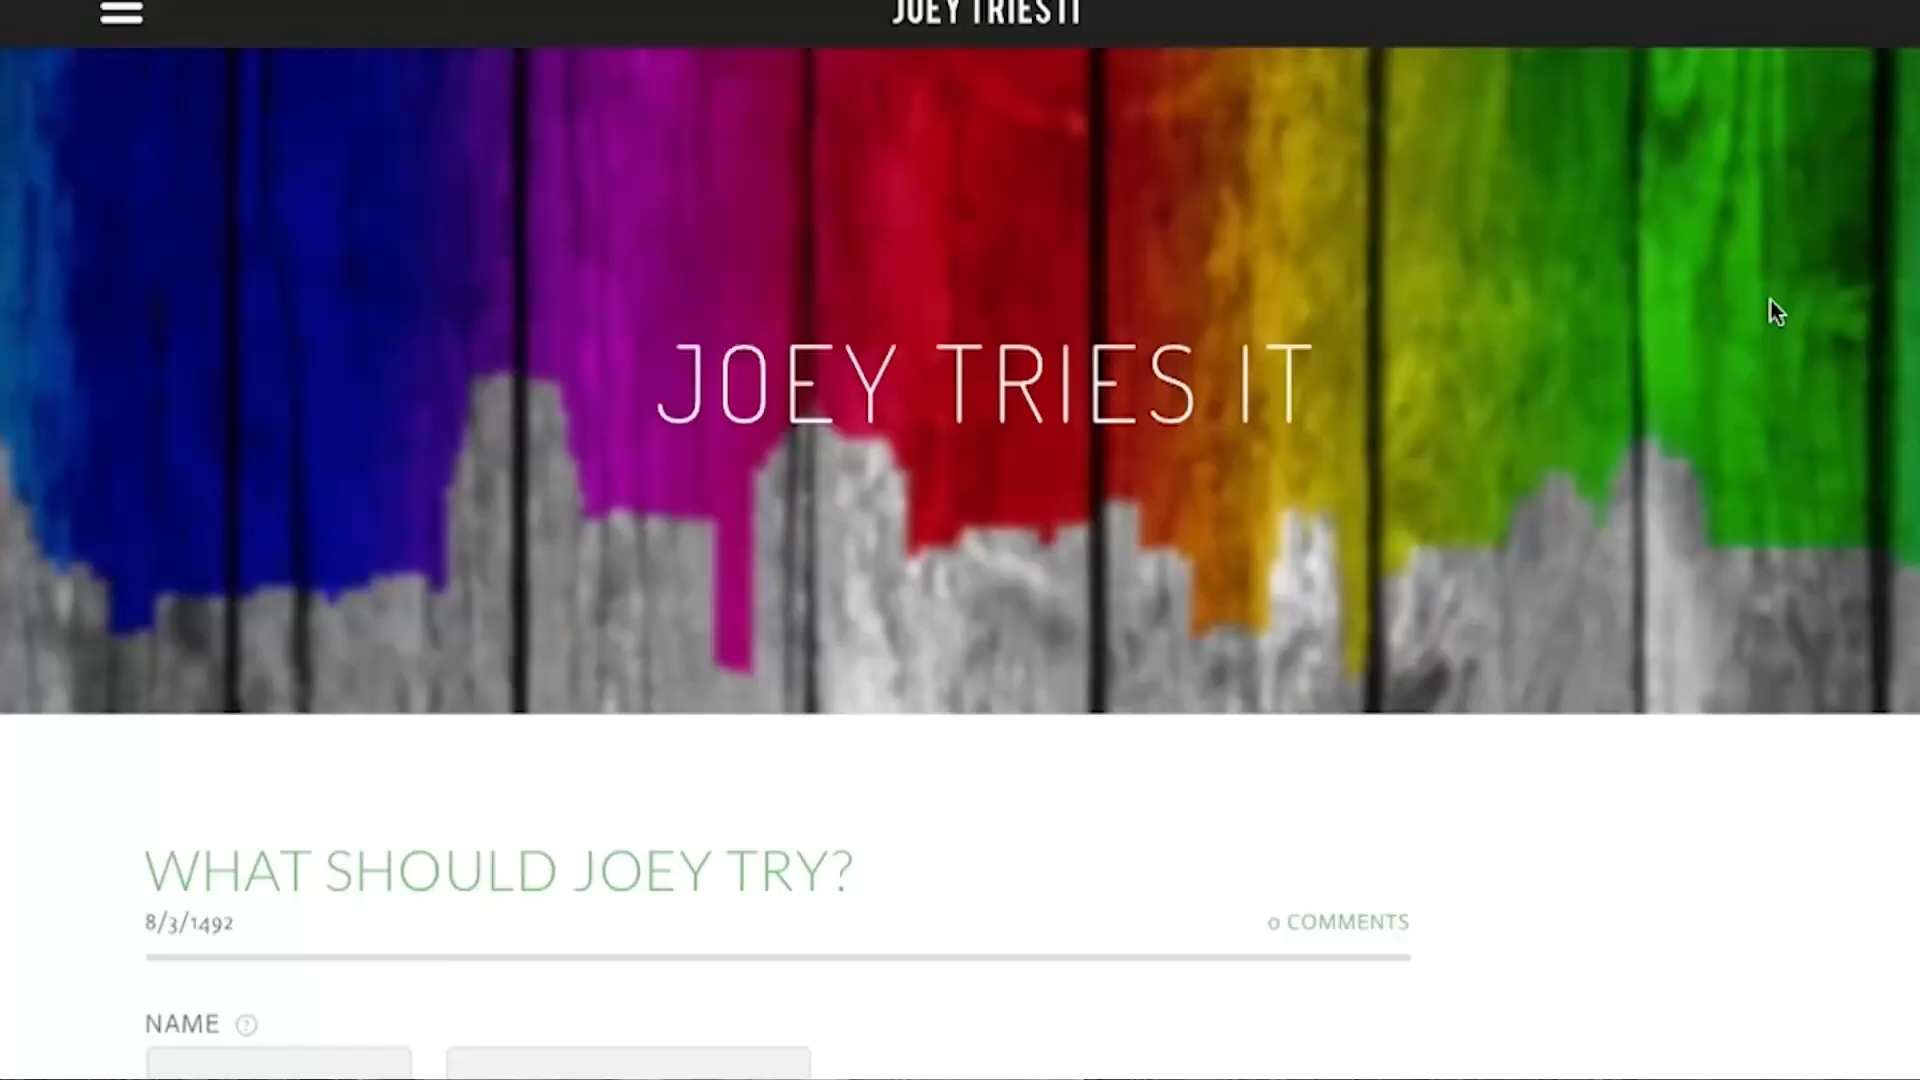 JOEY TRIES IT
JOEY TRIES IT
WHAT SHOULD JOEY TRY?
8/3/1492
0 COMMENTS
NAME ?